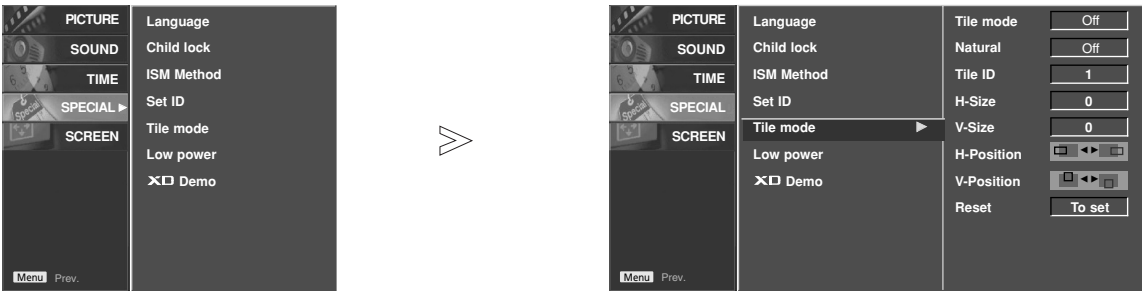 PICTURE
SOUND
TIME
SPECIAL ▶
SCREEN
Menu Prev.
Language
Child lock
ISM Method
Set ID
Tile mode
Low power
XD Demo
PICTURE
SOUND
TIME
SPECIAL
SCREEN
Menu Prev.
Language
Child lock
ISM Method
Set ID
Tile mode ▶
Low power
XD Demo
Tile mode Off
Natural Off
Tile ID 1
H-Size 0
V-Size 0
H-Position ◀▶
V-Position ◀▶
Reset To set